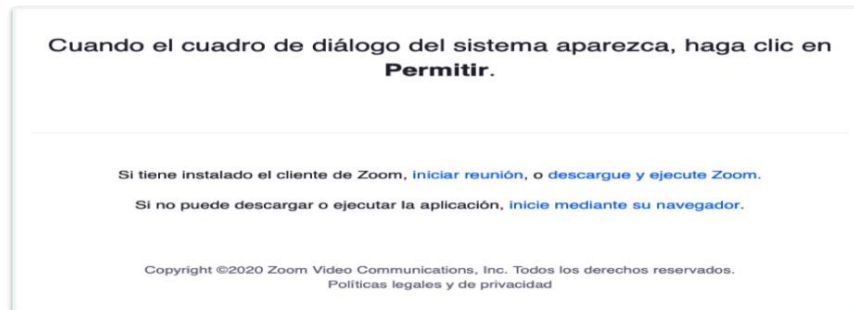 Cuando el cuadro de diálogo del sistema aparezca, haga clic en
Permitir.
Si tiene instalado el cliente de Zoom, iniciar reunión, o descargue y ejecute Zoom.
Si no puede descargar o ejecutar la aplicación, inicie mediante su navegador.
Copyright ©2020 Zoom Video Communications, Inc. Todos los derechos reservados.
Políticas legales y de privacidad